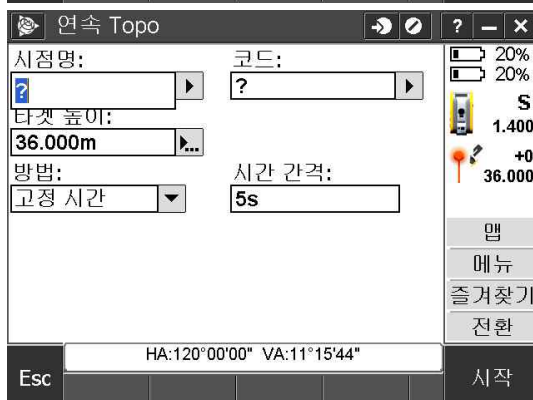 연속 Topo
? – ×
시점명:
코드:
?
?
타겟 높이:
36.000m
방법:
시간 간격:
고정 시간
5s
20%
20%
S
1.400
+0
36.000
맵
메뉴
즐겨찾기
전환
HA:120°00'00" VA:11°15'44"
Esc
시작